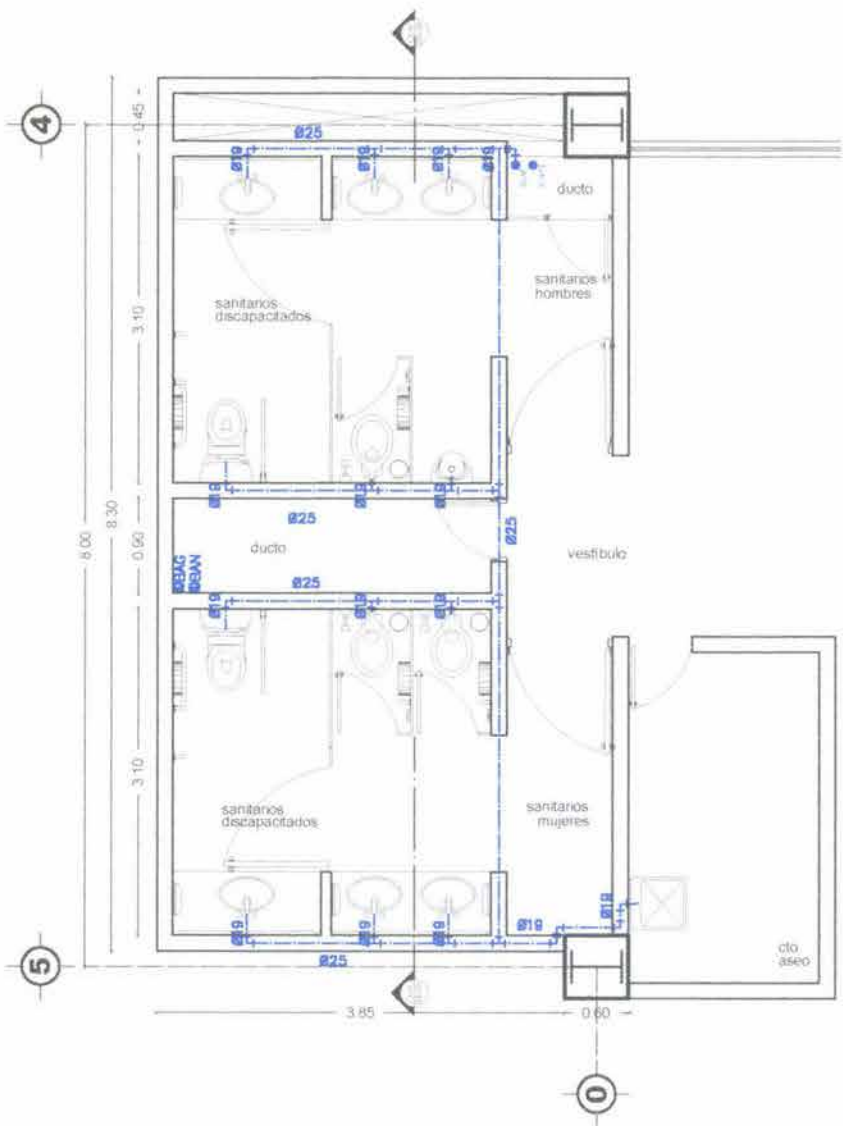 4
0.45
Ø25
Ø19
Ø19
Ø19
Ø19
ducto
sanitarios
hombres
sanitarios
discapacitados
3.10
8.30
8.00
Ø19
Ø19
Ø19
Ø25
ducto
0.90
Ø25
vestíbulo
Ø25
Ø19
Ø19
Ø19
3.10
sanitarios
discapacitados
sanitarios
mujeres
Ø19
Ø19
Ø19
Ø19
Ø19
Ø25
cto
aseo
5
3.85
0.60
0